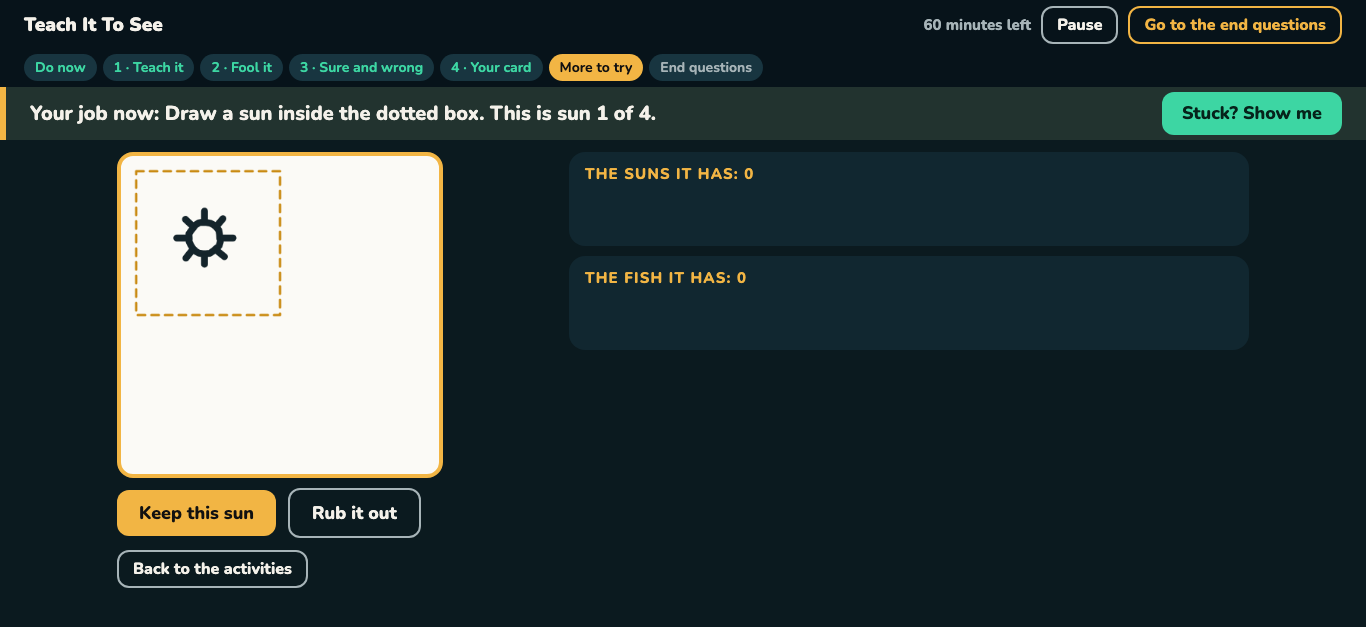 Teach It To See
60 minutes left
Pause
Go to the end questions
Do now
1 · Teach it
2 · Fool it
3 · Sure and wrong
4 · Your card
More to try
End questions
Your job now: Draw a sun inside the dotted box. This is sun 1 of 4.
Stuck? Show me
THE SUNS IT HAS: 0
THE FISH IT HAS: 0
Keep this sun
Rub it out
Back to the activities